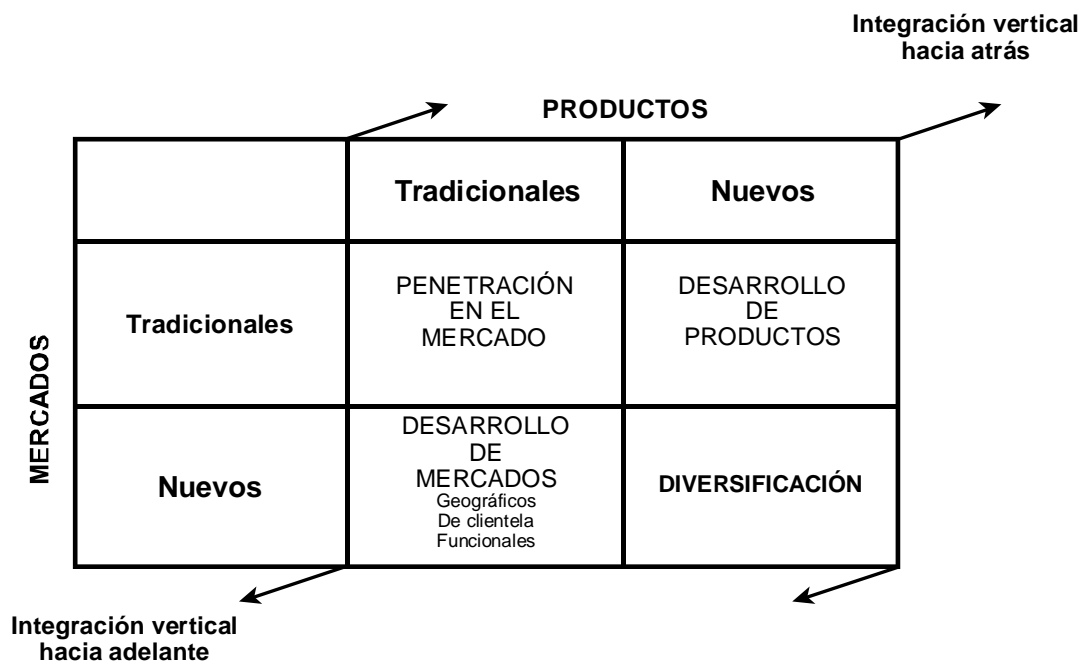 Integración vertical
hacia atrás
PRODUCTOS
Tradicionales
Nuevos
MERCADOS
Tradicionales
PENETRACIÓN
EN EL
MERCADO
DESARROLLO
DE
PRODUCTOS
Nuevos
DESARROLLO
DE
MERCADOS
Geográficos
De clientela
Funcionales
DIVERSIFICACIÓN
Integración vertical
hacia adelante